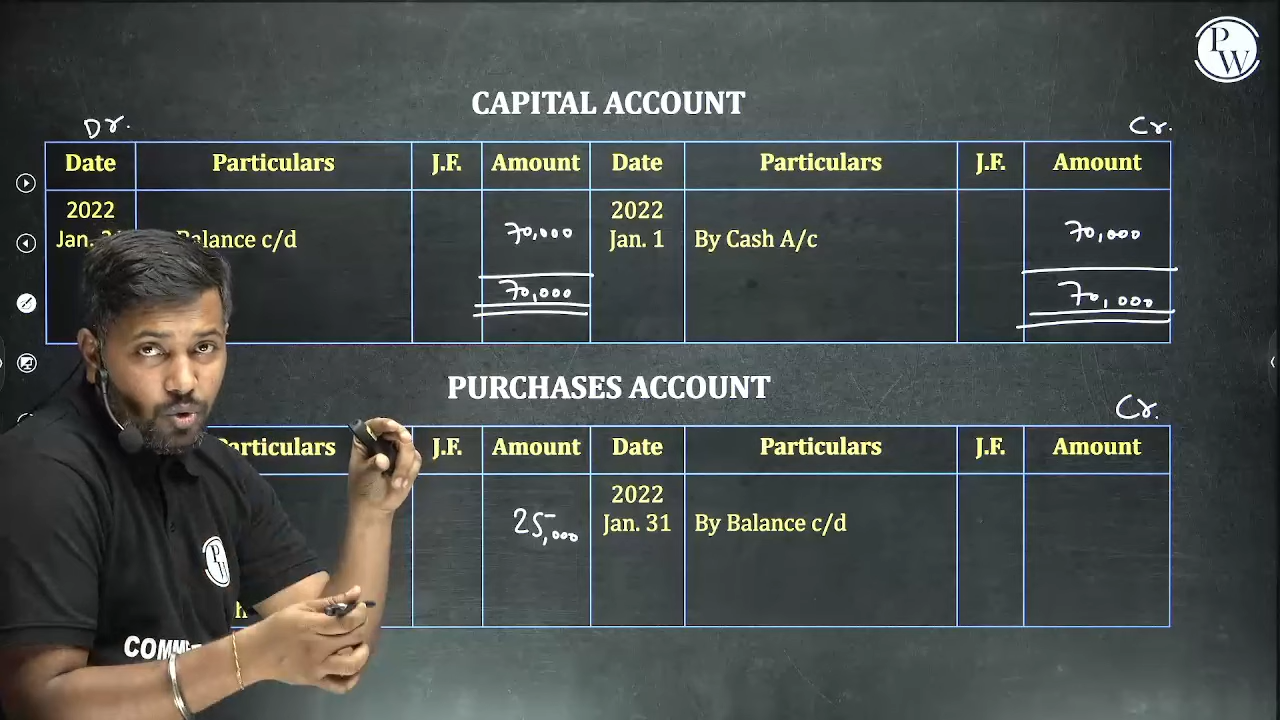 P
W
CAPITAL ACCOUNT
Dr. Cr.
Date Particulars J.F. Amount Date Particulars J.F. Amount
2022 2022
Jan. Balance c/d 70,000 Jan. 1 By Cash A/c 70,000
70,000 70,000
PURCHASES ACCOUNT
Cr.
Particulars J.F. Amount Date Particulars J.F. Amount
2022
25,000 Jan. 31 By Balance c/d
P
W